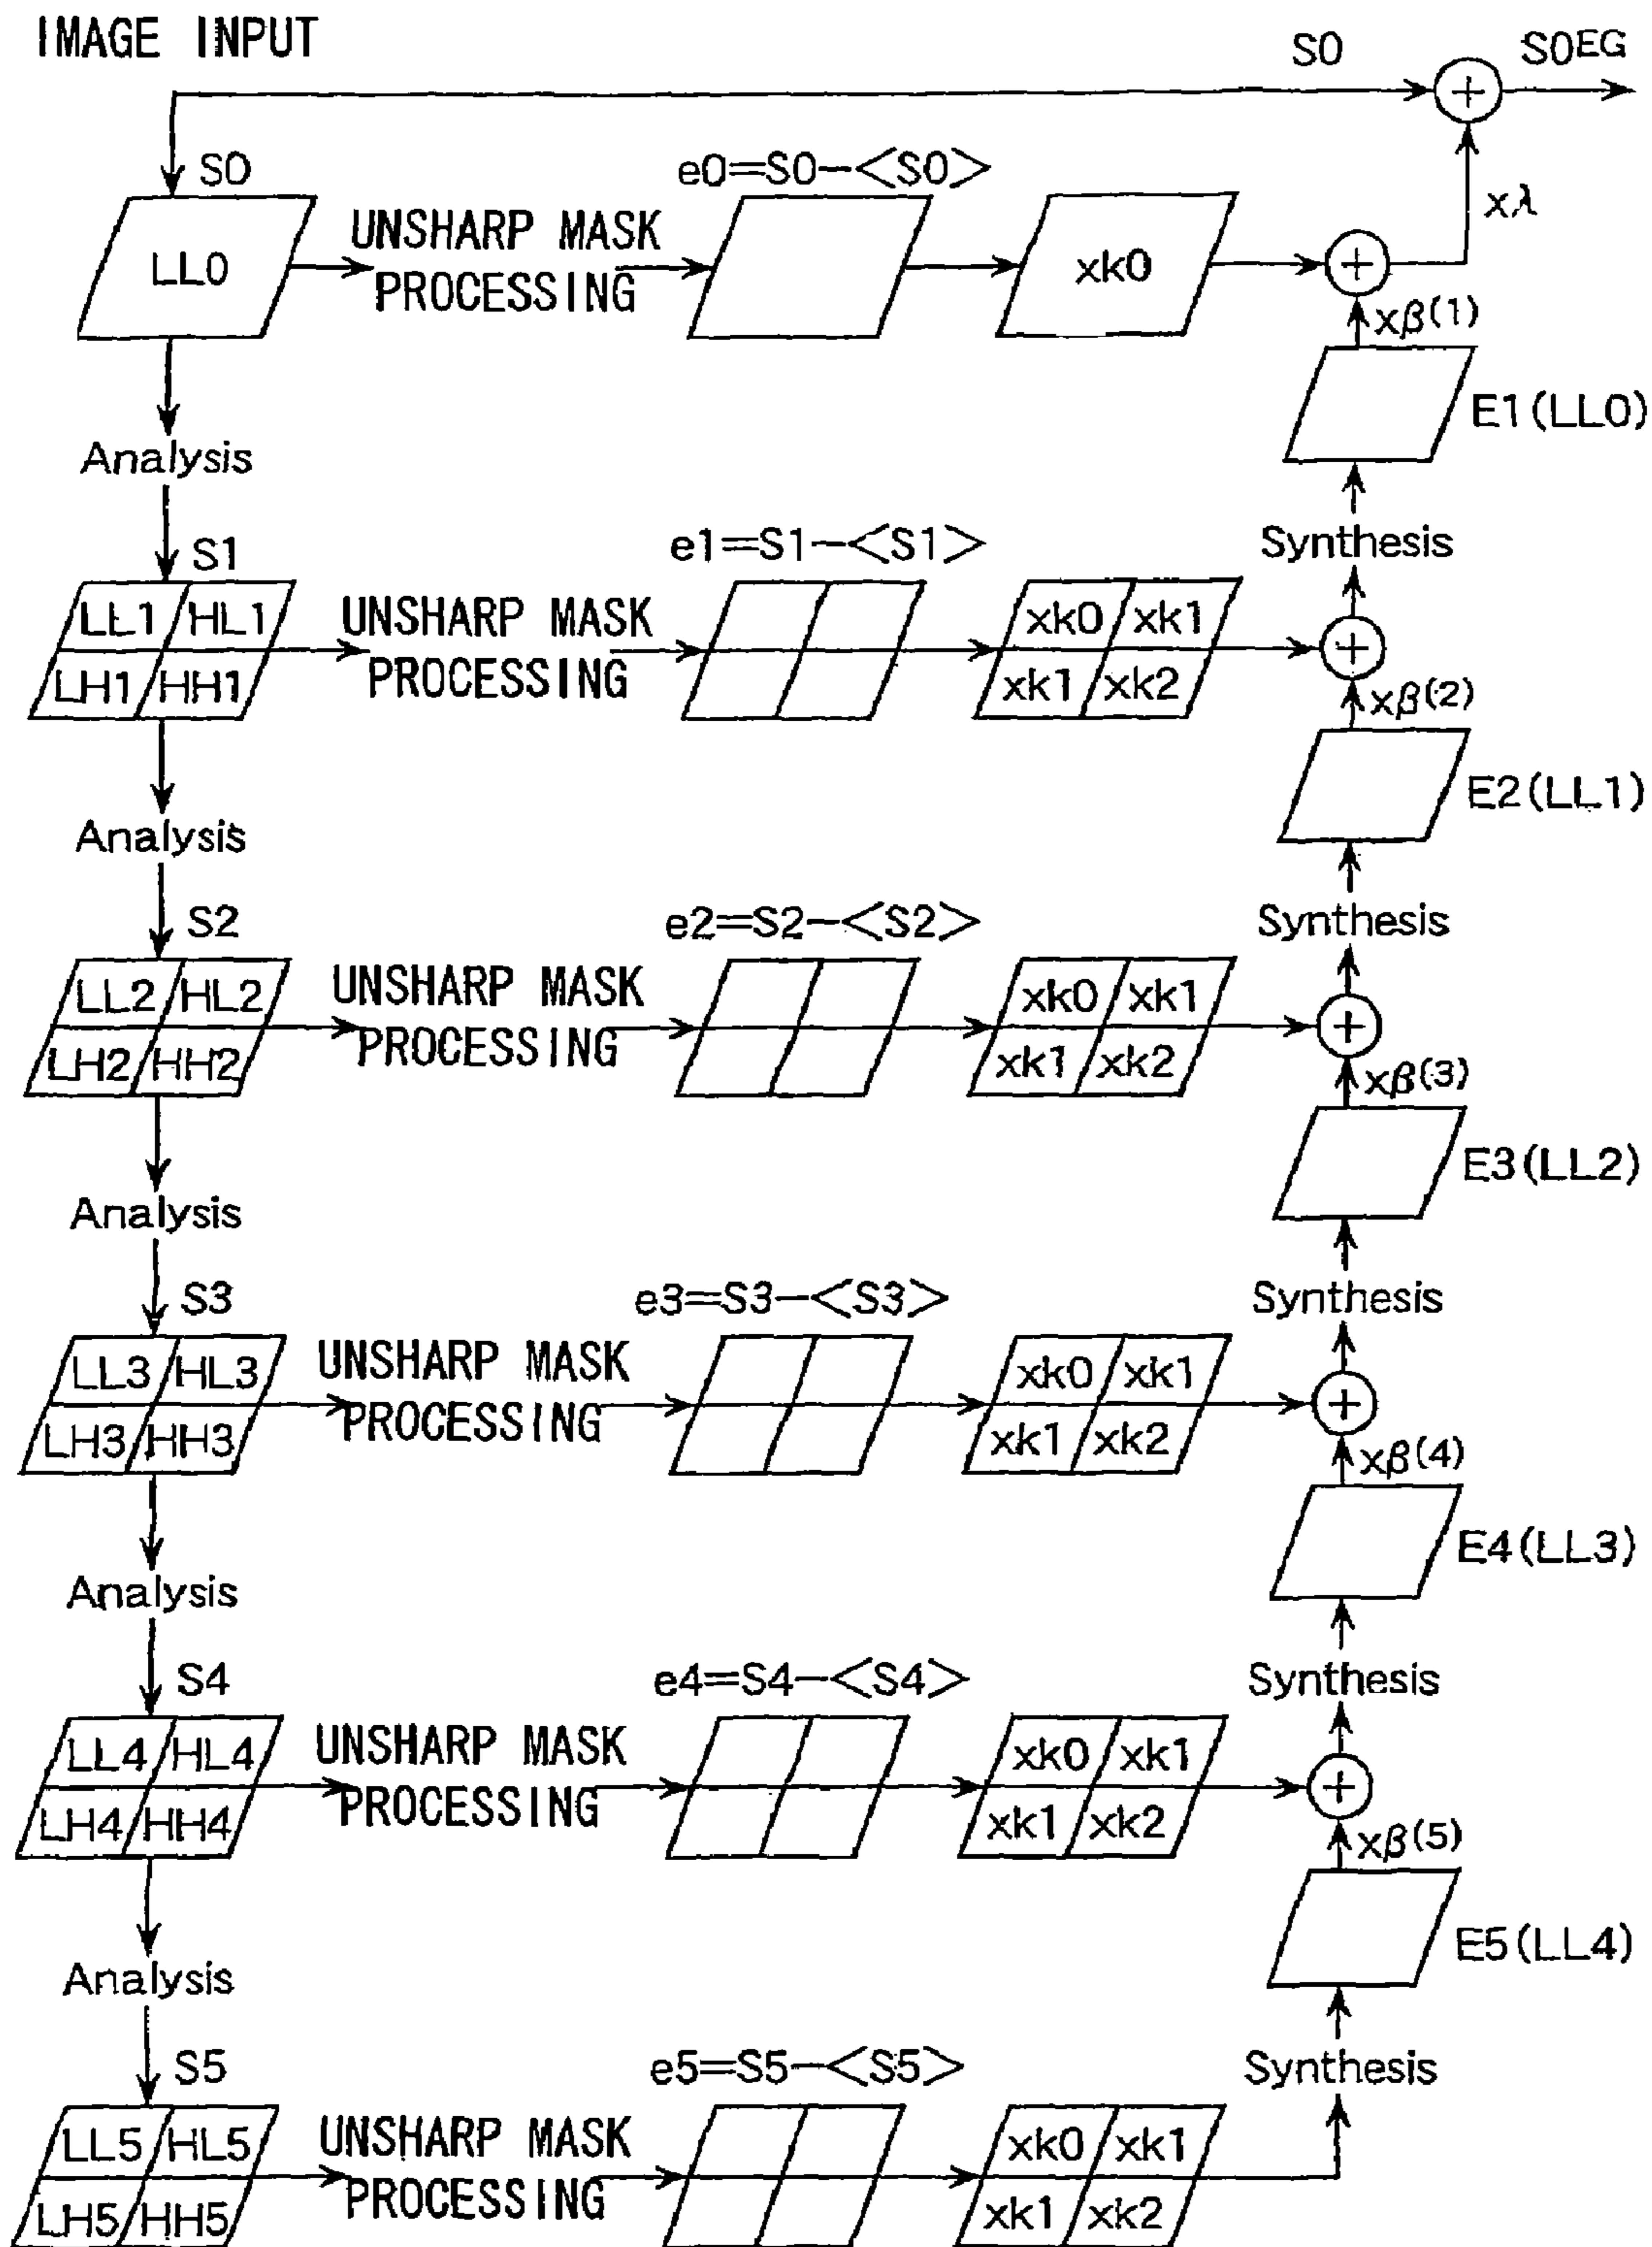 IMAGE INPUT
S0
S0EG
+
S0
e0=S0-<S0>
xλ
LL0
UNSHARP MASK
PROCESSING
xk0
+
xβ(1)
E1(LL0)
Analysis
Synthesis
S1
e1=S1-<S1>
LL1 HL1
LH1 HH1
UNSHARP MASK
PROCESSING
xk0 xk1
xk1 xk2
+
xβ(2)
E2(LL1)
Analysis
Synthesis
S2
e2=S2-<S2>
LL2 HL2
LH2 HH2
UNSHARP MASK
PROCESSING
xk0 xk1
xk1 xk2
+
xβ(3)
E3(LL2)
Analysis
Synthesis
S3
e3=S3-<S3>
LL3 HL3
LH3 HH3
UNSHARP MASK
PROCESSING
xk0 xk1
xk1 xk2
+
xβ(4)
E4(LL3)
Analysis
Synthesis
S4
e4=S4-<S4>
LL4 HL4
LH4 HH4
UNSHARP MASK
PROCESSING
xk0 xk1
xk1 xk2
+
xβ(5)
E5(LL4)
Analysis
Synthesis
S5
e5=S5-<S5>
LL5 HL5
LH5 HH5
UNSHARP MASK
PROCESSING
xk0 xk1
xk1 xk2